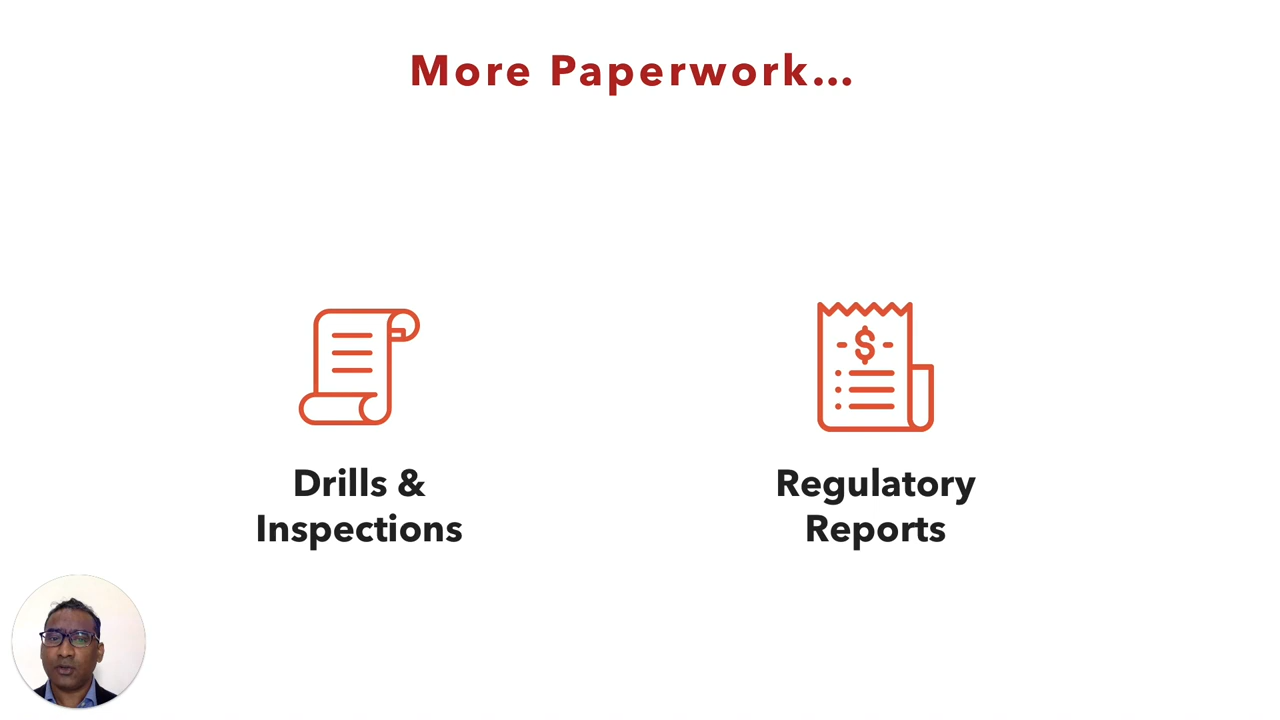 More Paperwork...
Drills &
Inspections
$
Regulatory
Reports